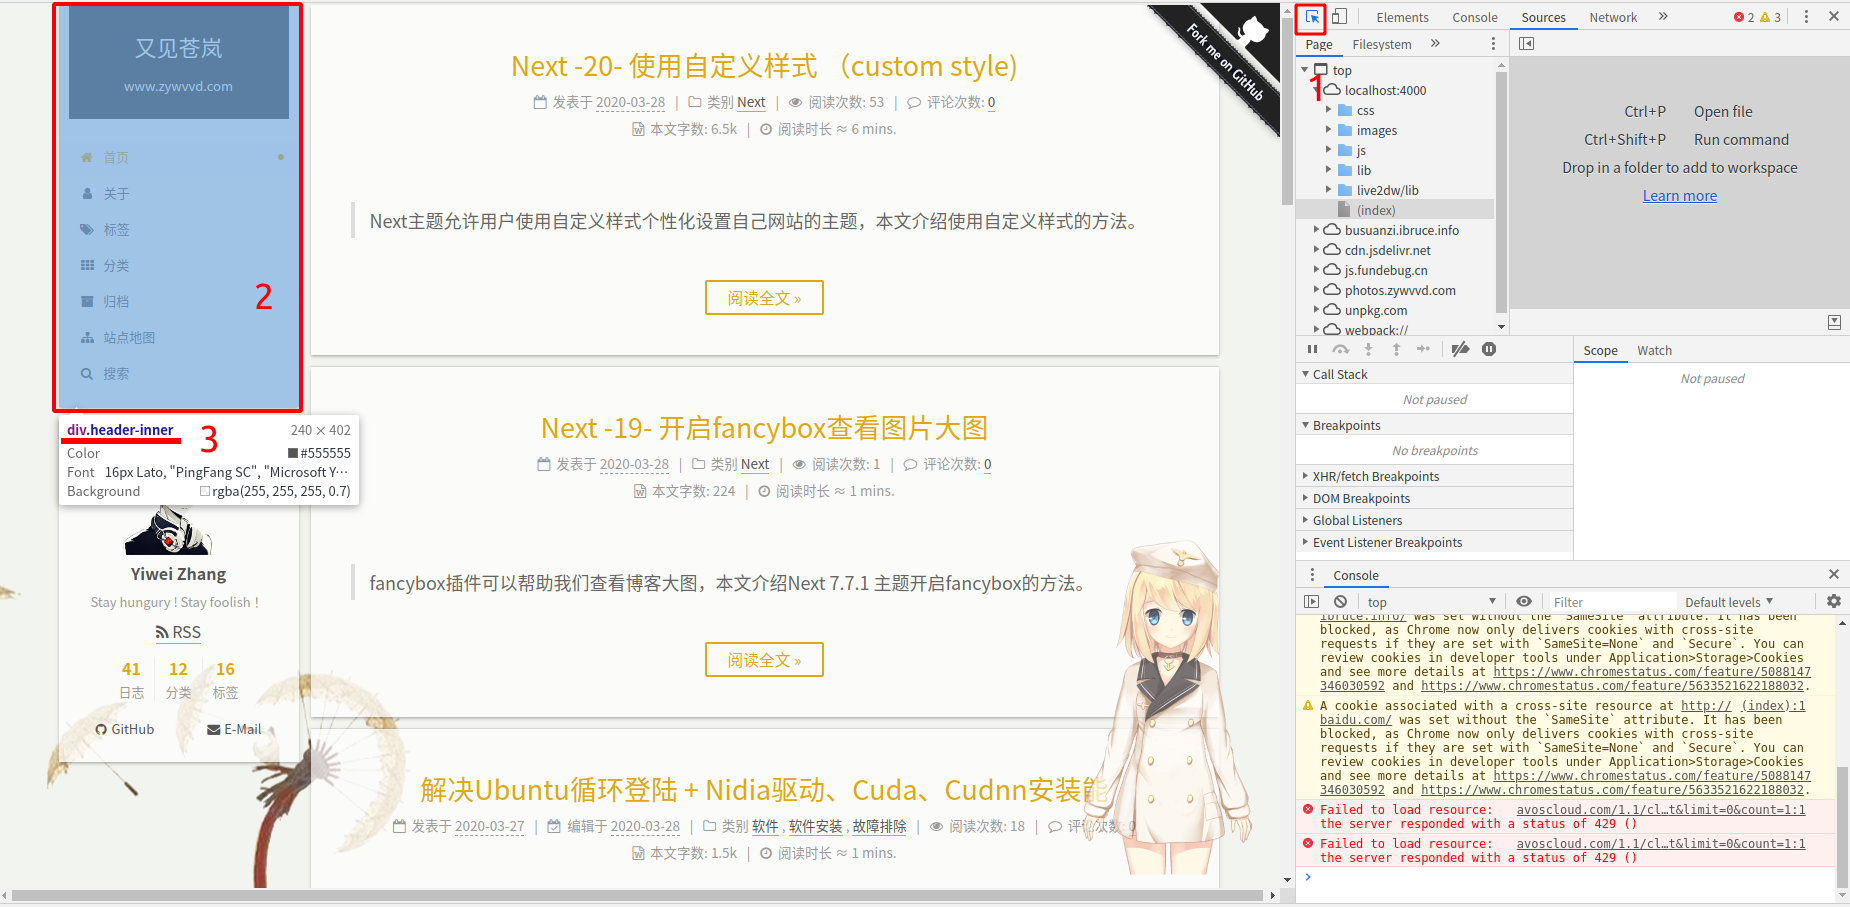 又见苍岚
www.zywvvd.com
首页
关于
标签
分类
归档
站点地图
搜索
2
div.header-inner 240 × 402
3
Color #555555
Font 16px Lato, "PingFang SC", "Microsoft Y···
Background rgba(255, 255, 255, 0.7)
Yiwei Zhang
Stay hungury ! Stay foolish !
RSS
41 12 16
日志 分类 标签
GitHub E-Mail
Next -20- 使用自定义样式 （custom style)
发表于 2020-03-28 | 类别 Next | 阅读次数: 53 | 评论次数: 0
本文字数: 6.5k | 阅读时长 ≈ 6 mins.
Next主题允许用户使用自定义样式个性化设置自己网站的主题，本文介绍使用自定义样式的方法。
阅读全文 »
Fork me on GitHub
Next -19- 开启fancybox查看图片大图
发表于 2020-03-28 | 类别 Next | 阅读次数: 1 | 评论次数: 0
本文字数: 224 | 阅读时长 ≈ 1 mins.
fancybox插件可以帮助我们查看博客大图，本文介绍Next 7.7.1 主题开启fancybox的方法。
阅读全文 »
解决Ubuntu循环登陆 + Nidia驱动、Cuda、Cudnn安装能
发表于 2020-03-27 | 编辑于 2020-03-28 | 类别 软件 , 软件安装 , 故障排除 | 阅读次数: 18 | 评论次数: 0
本文字数: 1.5k | 阅读时长 ≈ 1 mins.
Elements Console Sources Network » 2 3
Page Filesystem »
1
top
localhost:4000
css
images
js
lib
live2dw/lib
(index)
busuanzi.ibruce.info
cdn.jsdelivr.net
js.fundebug.cn
photos.zywvvd.com
unpkg.com
webpack://
Ctrl+P Open file
Ctrl+Shift+P Run command
Drop in a folder to add to workspace
Learn more
Scope Watch
Not paused
Call Stack
Not paused
Breakpoints
No breakpoints
XHR/fetch Breakpoints
DOM Breakpoints
Global Listeners
Event Listener Breakpoints
Console
top Filter Default levels
ibruce.info/ was set without the `SameSite` attribute. It has been
blocked, as Chrome now only delivers cookies with cross-site
requests if they are set with `SameSite=None` and `Secure`. You can
review cookies in developer tools under Application>Storage>Cookies
and see more details at https://www.chromestatus.com/feature/5088147
346030592 and https://www.chromestatus.com/feature/5633521622188032.
A cookie associated with a cross-site resource at http:// (index):1
baidu.com/ was set without the `SameSite` attribute. It has been
blocked, as Chrome now only delivers cookies with cross-site
requests if they are set with `SameSite=None` and `Secure`. You can
review cookies in developer tools under Application>Storage>Cookies
and see more details at https://www.chromestatus.com/feature/5088147
346030592 and https://www.chromestatus.com/feature/5633521622188032.
Failed to load resource: avoscloud.com/1.1/cl…t&limit=0&count=1:1
the server responded with a status of 429 ()
Failed to load resource: avoscloud.com/1.1/cl…t&limit=0&count=1:1
the server responded with a status of 429 ()